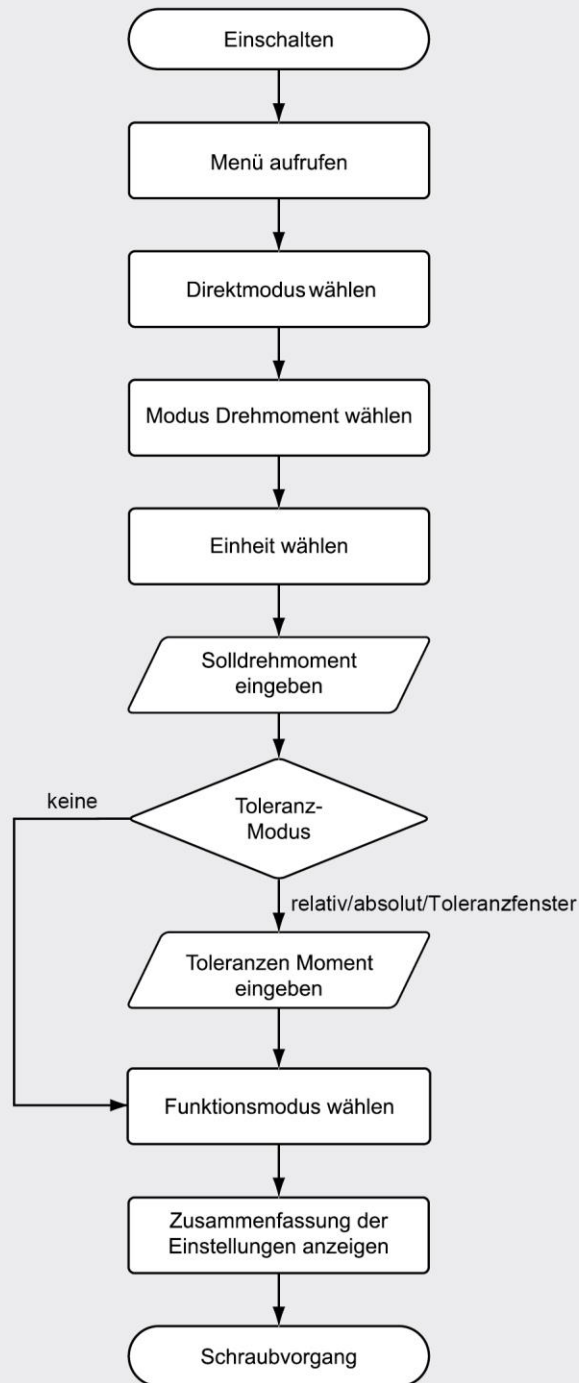 Einschalten
Menü aufrufen
Direktmodus wählen
Modus Drehmoment wählen
Einheit wählen
Solldrehmoment
eingeben
keine
Toleranz-
Modus
relativ/absolut/Toleranzfenster
Toleranzen Moment
eingeben
Funktionsmodus wählen
Zusammenfassung der
Einstellungen anzeigen
Schraubvorgang